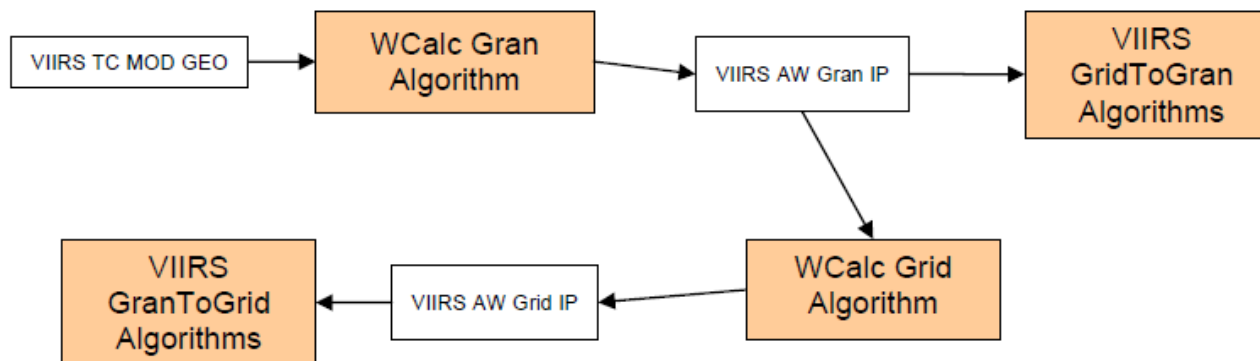 VIIRS TC MOD GEO
WCalc Gran
Algorithm
VIIRS AW Gran IP
VIIRS
GridToGran
Algorithms
VIIRS
GranToGrid
Algorithms
VIIRS AW Grid IP
WCalc Grid
Algorithm